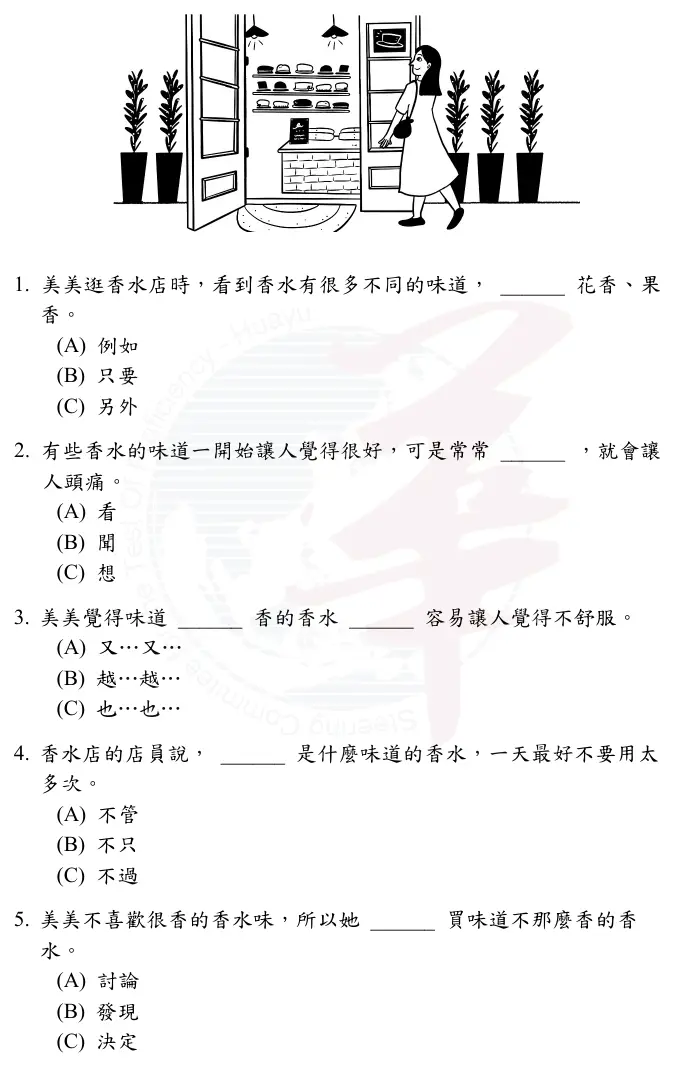 1. 美美逛香水店時，看到香水有很多不同的味道， ______ 花香、果
香。
(A) 例如
(B) 只要
(C) 另外
2. 有些香水的味道一開始讓人覺得很好，可是常常 ______ ，就會讓
人頭痛。
(A) 看
(B) 聞
(C) 想
3. 美美覺得味道 ______ 香的香水 ______ 容易讓人覺得不舒服。
(A) 又…又…
(B) 越…越…
(C) 也…也…
4. 香水店的店員說， ______ 是什麼味道的香水，一天最好不要用太
多次。
(A) 不管
(B) 不只
(C) 不過
5. 美美不喜歡很香的香水味，所以她 ______ 買味道不那麼香的香
水。
(A) 討論
(B) 發現
(C) 決定